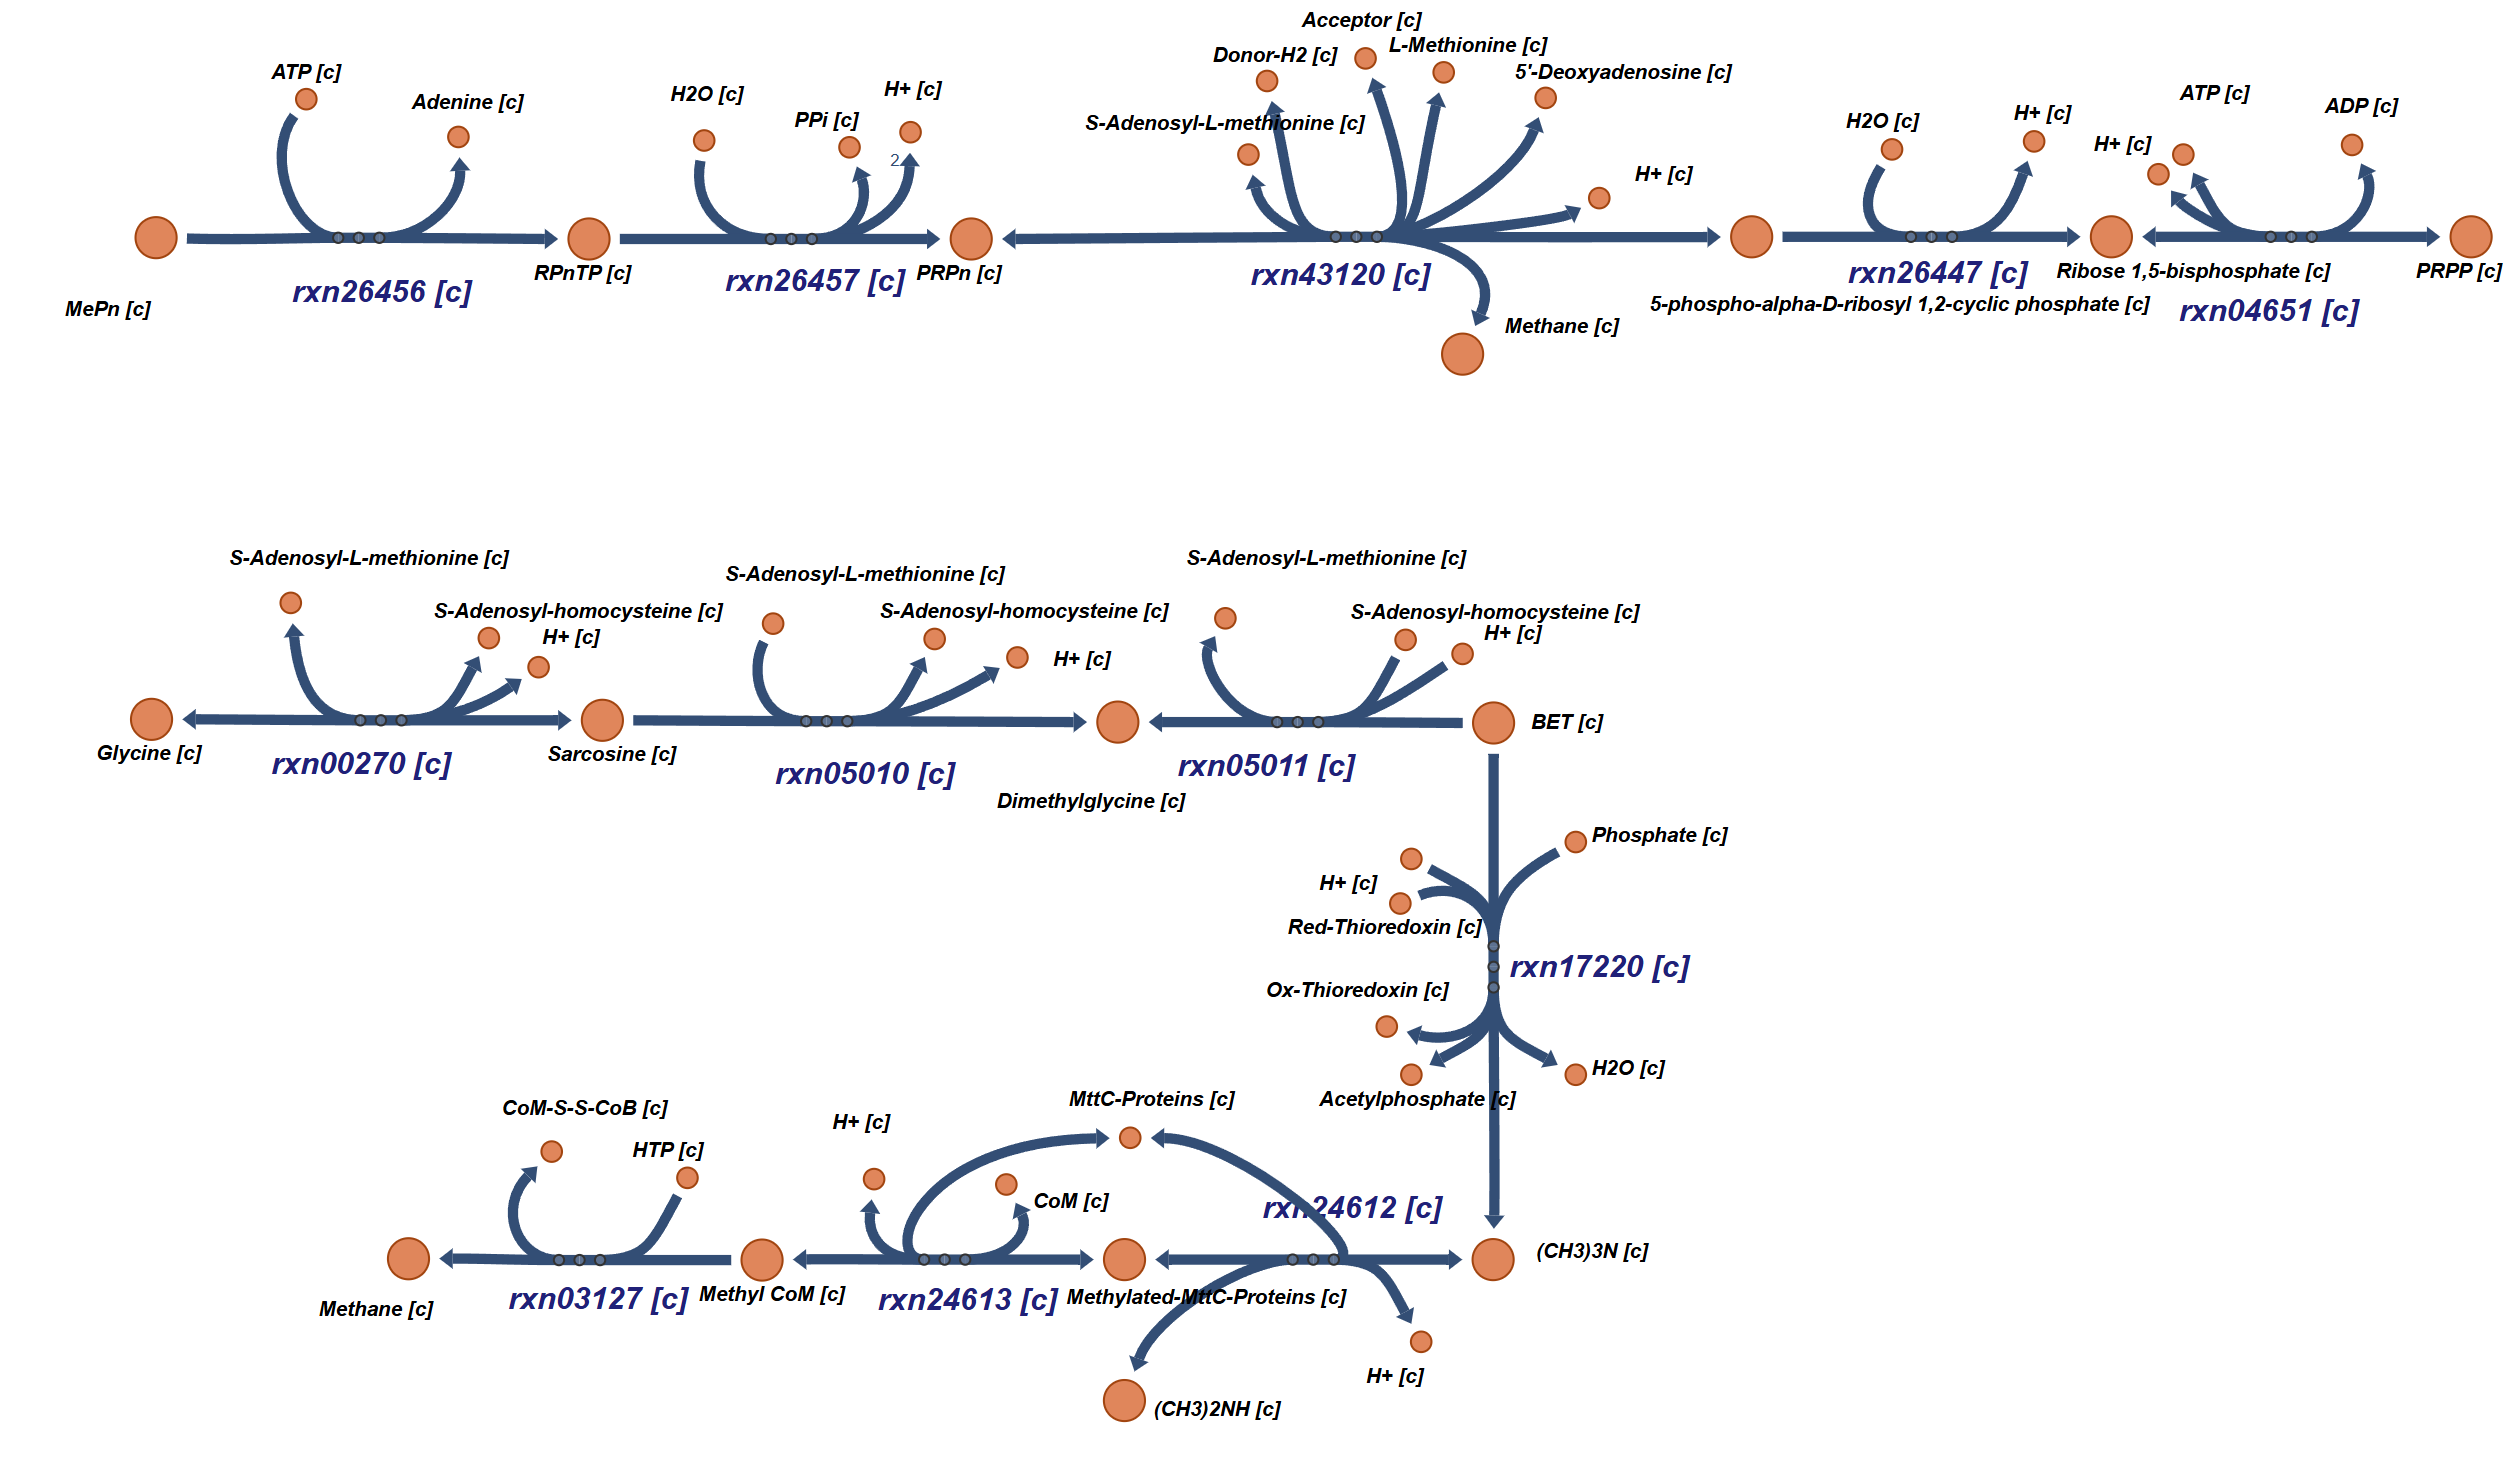 Acceptor [c]
Donor-H2 [c]
L-Methionine [c]
ATP [c]
5'-Deoxyadenosine [c]
Adenine [c]
H2O [c]
H+ [c]
PPi [c]
S-Adenosyl-L-methionine [c]
H2O [c]
H+ [c]
ATP [c]
ADP [c]
H+ [c]
2
H+ [c]
MePn [c]
rxn26456 [c]
RPnTP [c]
rxn26457 [c]
PRPn [c]
rxn43120 [c]
Methane [c]
5-phospho-alpha-D-ribosyl 1,2-cyclic phosphate [c]
rxn26447 [c]
Ribose 1,5-bisphosphate [c]
rxn04651 [c]
PRPP [c]
S-Adenosyl-L-methionine [c]
S-Adenosyl-homocysteine [c]
H+ [c]
S-Adenosyl-L-methionine [c]
S-Adenosyl-homocysteine [c]
H+ [c]
S-Adenosyl-L-methionine [c]
S-Adenosyl-homocysteine [c]
H+ [c]
Glycine [c]
rxn00270 [c]
Sarcosine [c]
rxn05010 [c]
Dimethylglycine [c]
rxn05011 [c]
BET [c]
Phosphate [c]
H+ [c]
Red-Thioredoxin [c]
rxn17220 [c]
Ox-Thioredoxin [c]
H2O [c]
Acetylphosphate [c]
CoM-S-S-CoB [c]
HTP [c]
H+ [c]
MttC-Proteins [c]
CoM [c]
rxn24612 [c]
(CH3)3N [c]
Methane [c]
rxn03127 [c]
Methyl CoM [c]
rxn24613 [c]
Methylated-MttC-Proteins [c]
H+ [c]
(CH3)2NH [c]